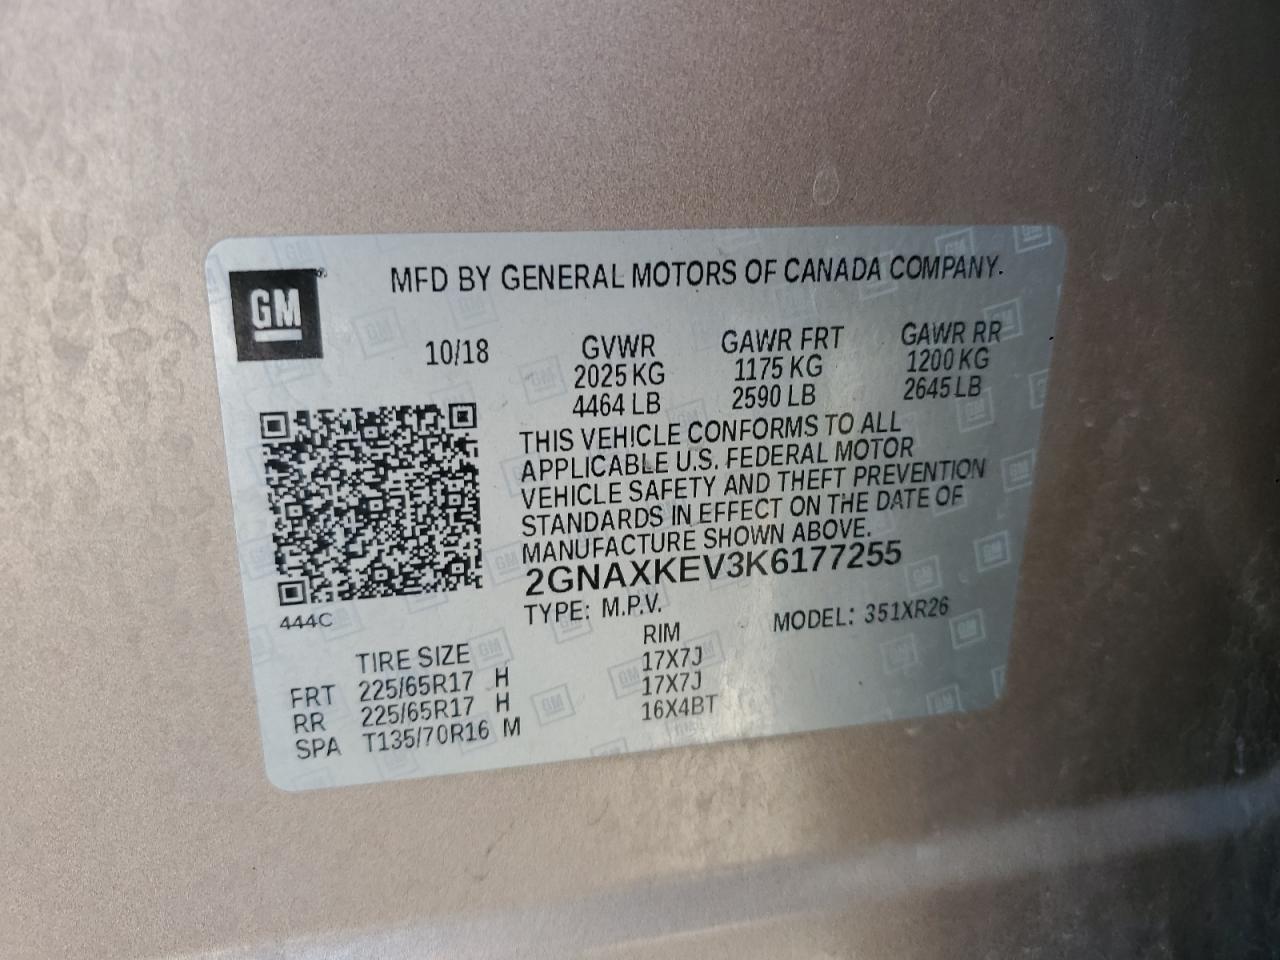 GM
MFD BY GENERAL MOTORS OF CANADA COMPANY.
10/18 GVWR GAWR FRT GAWR RR
2025 KG 1175 KG 1200 KG
4464 LB 2590 LB 2645 LB
THIS VEHICLE CONFORMS TO ALL
APPLICABLE U.S. FEDERAL MOTOR
VEHICLE SAFETY AND THEFT PREVENTION
STANDARDS IN EFFECT ON THE DATE OF
MANUFACTURE SHOWN ABOVE.
2GNAXKEV3K6177255
444C
TYPE: M.P.V. MODEL: 351XR26
TIRE SIZE RIM
FRT 225/65R17 H 17X7J
RR 225/65R17 H 17X7J
SPA T135/70R16 M 16X4BT